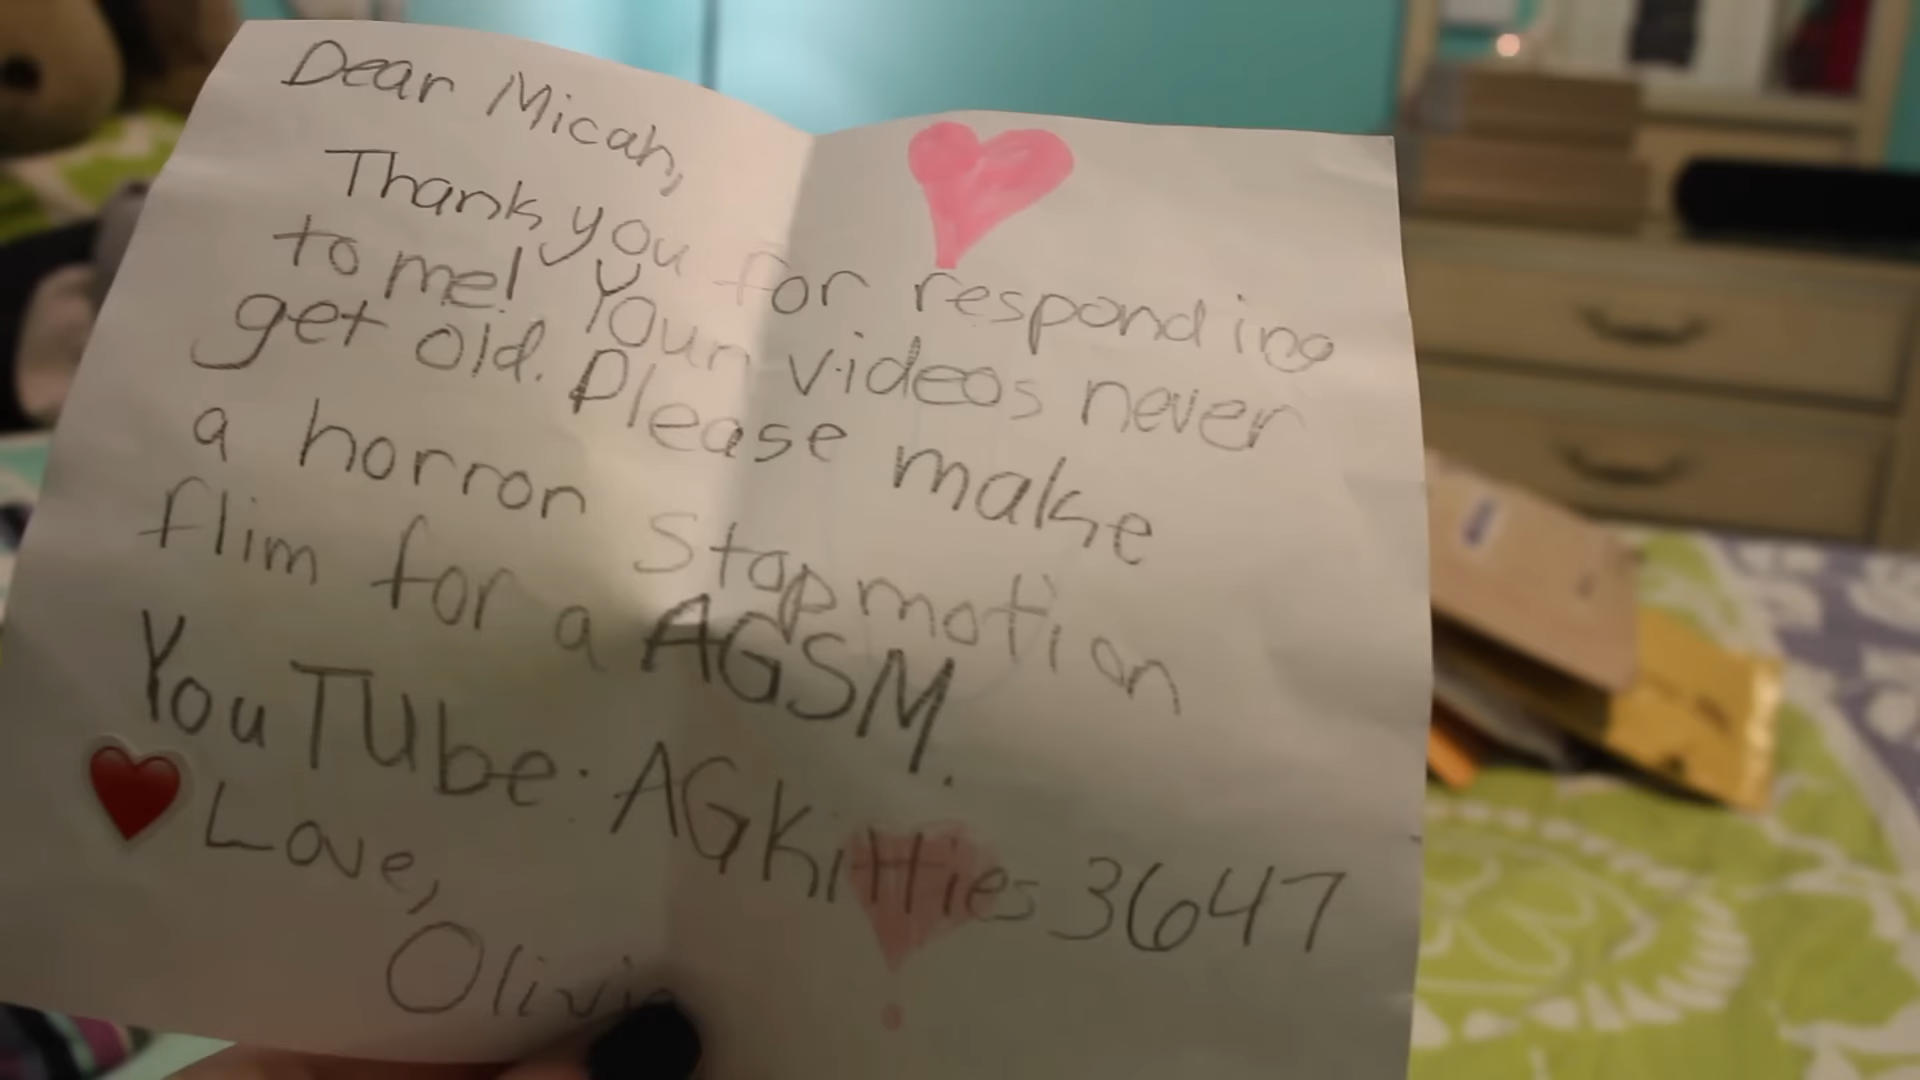 Dear Micah,
Thank you for responding
to me! Your videos never
get old. Please make
a horror stopmotion
flim for a AGSM.
YouTube: AGKitties3647
Love,
Olivia